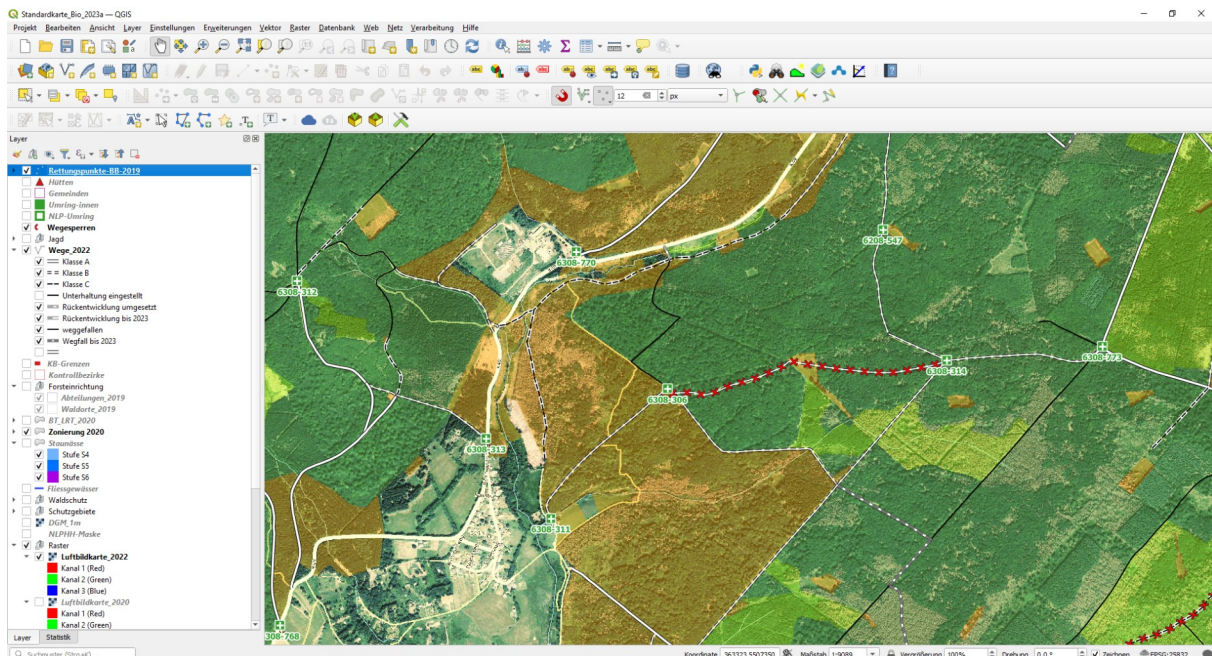 Standardkarte_Bio_2023a — QGIS
Projekt Bearbeiten Ansicht Layer Einstellungen Erweiterungen Vektor Raster Datenbank Web Netz Verarbeitung Hilfe
12 px
Layer
Rettungspunkte-BB-2019
Hütten
Gemeinden
Umring-innen
NLP-Umring
Wegesperren
Jagd
Wege_2022
Klasse A
Klasse B
Klasse C
Unterhaltung eingestellt
Rückentwicklung umgesetzt
Rückentwicklung bis 2023
weggefallen
Wegfall bis 2023
KB-Grenzen
Kontrollbezirke
Forsteinrichtung
Abteilungen_2019
Waldorte_2019
BT_LRT_2020
Zonierung 2020
Staunässe
Stufe S4
Stufe S5
Stufe S6
Fliessgewässer
Waldschutz
Schutzgebiete
DGM_1m
NLPHH-Maske
Raster
Luftbildkarte_2022
Kanal 1 (Red)
Kanal 2 (Green)
Kanal 3 (Blue)
Luftbildkarte_2020
Kanal 1 (Red)
Kanal 2 (Green)
Layer Statistik
6208-547
6308-770
6308-312
6308-773
6308-314
6308-306
6308-313
6308-311
308-768
Suchmuster (Strg+K)
Koordinate 363323,5507350 Maßstab 1:9089 Vergrößerung 100% Drehung 0,0 ° Zeichnen EPSG:25832